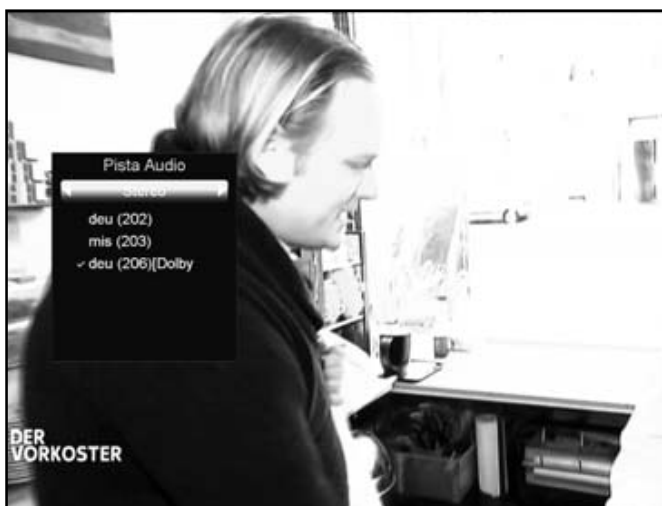 Pista Audio
Stereo
deu (202)
mis (203)
✓ deu (206)[Dolby
DER
VORKOSTER